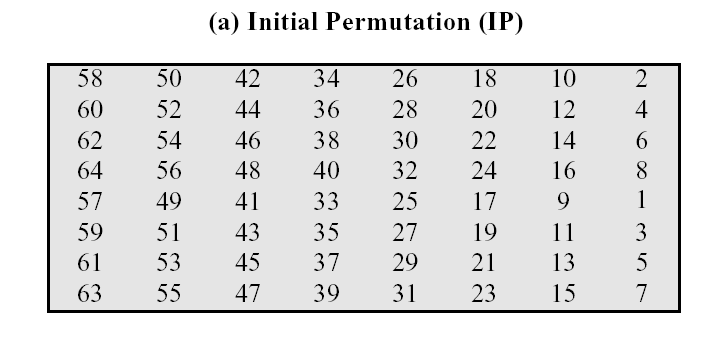 (a) Initial Permutation (IP)
58 50 42 34 26 18 10 2
60 52 44 36 28 20 12 4
62 54 46 38 30 22 14 6
64 56 48 40 32 24 16 8
57 49 41 33 25 17 9 1
59 51 43 35 27 19 11 3
61 53 45 37 29 21 13 5
63 55 47 39 31 23 15 7